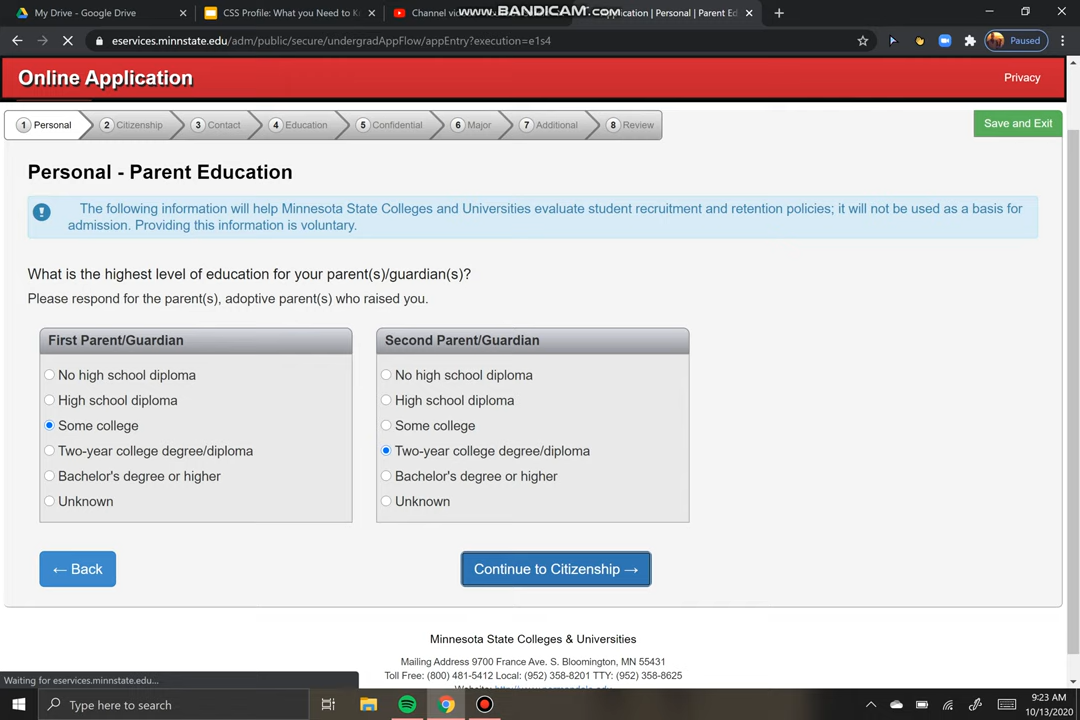 My Drive - Google Drive
CSS Profile: What you Need to K
Channel vi
www.BANDICAM.com
plication | Personal | Parent Ed
eservices.minnstate.edu/adm/public/secure/undergradAppFlow/appEntry?execution=e1s4
Paused
Online Application
Privacy
1 Personal
2 Citizenship
3 Contact
4 Education
5 Confidential
6 Major
7 Additional
8 Review
Save and Exit
Personal - Parent Education
The following information will help Minnesota State Colleges and Universities evaluate student recruitment and retention policies; it will not be used as a basis for
admission. Providing this information is voluntary.
What is the highest level of education for your parent(s)/guardian(s)?
Please respond for the parent(s), adoptive parent(s) who raised you.
First Parent/Guardian
No high school diploma
High school diploma
Some college
Two-year college degree/diploma
Bachelor's degree or higher
Unknown
Second Parent/Guardian
No high school diploma
High school diploma
Some college
Two-year college degree/diploma
Bachelor's degree or higher
Unknown
← Back
Continue to Citizenship →
Minnesota State Colleges & Universities
Mailing Address 9700 France Ave. S. Bloomington, MN 55431
Toll Free: (800) 481-5412 Local: (952) 358-8201 TTY: (952) 358-8625
Waiting for eservices.minnstate.edu...
Type here to search
9:23 AM
10/13/2020